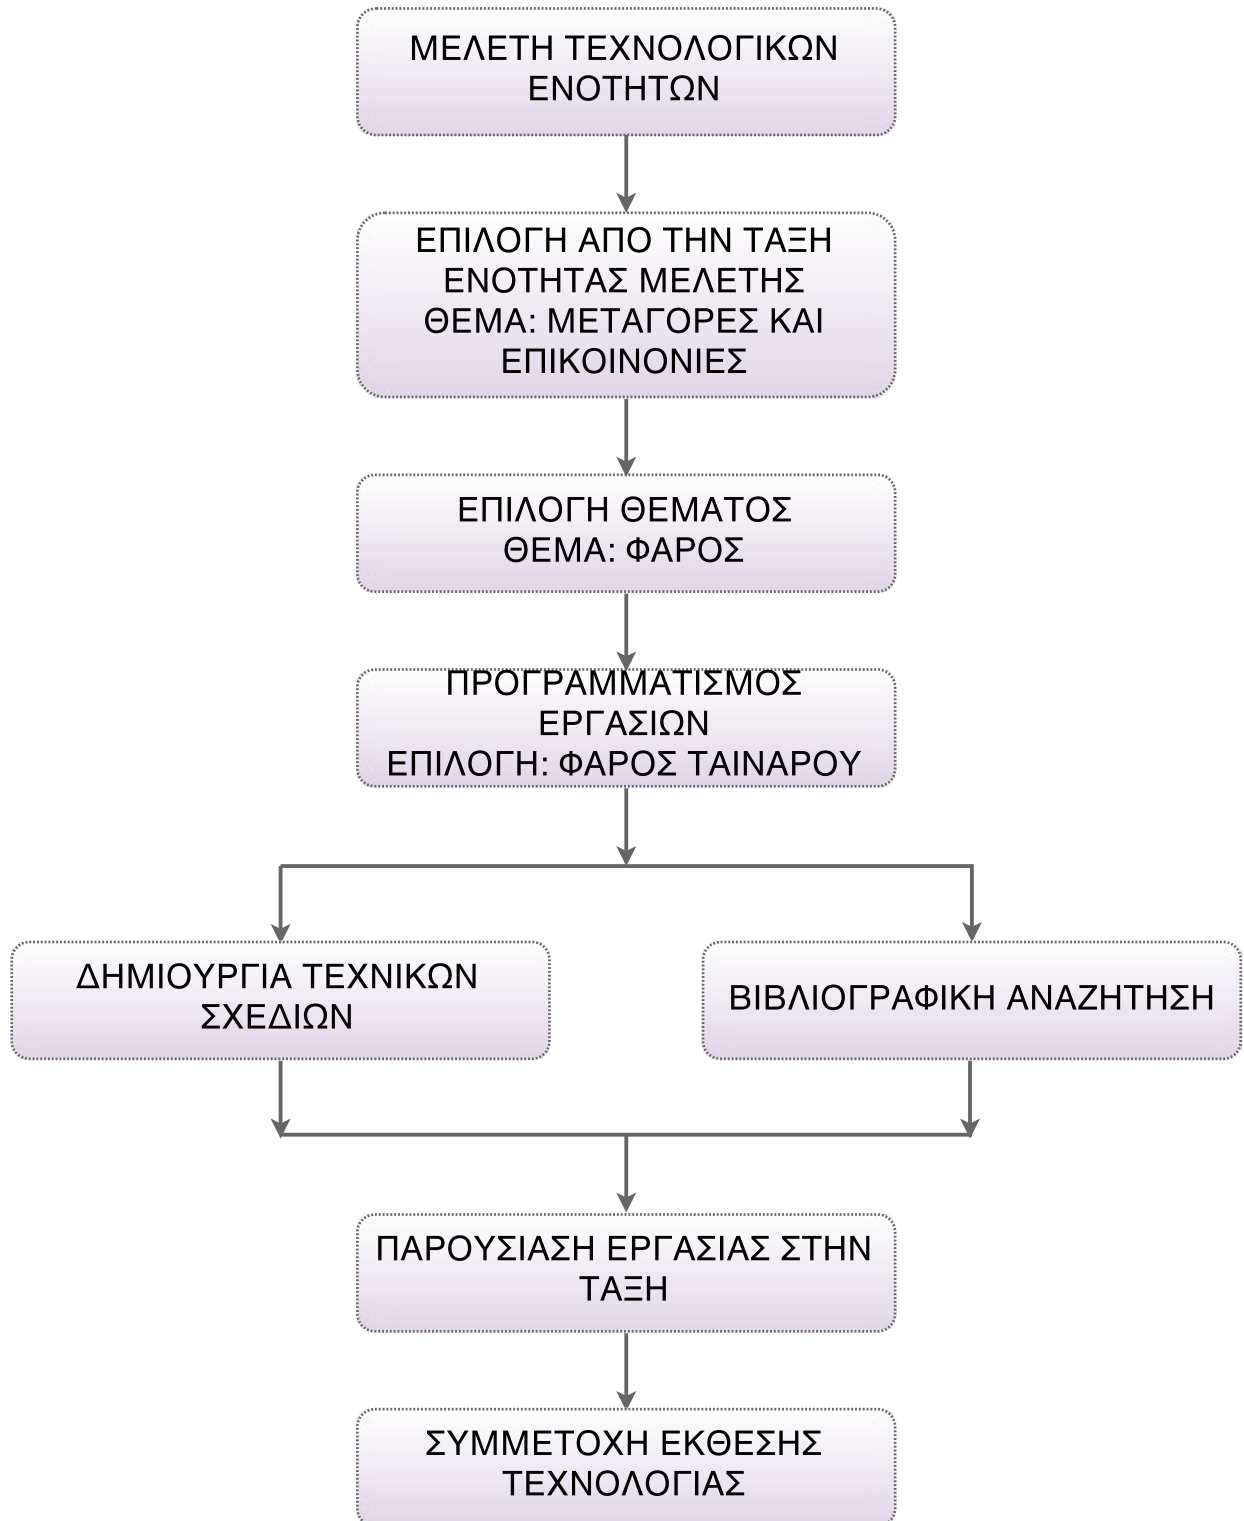 ΜΕΛΕΤΗ ΤΕΧΝΟΛΟΓΙΚΩΝ
ΕΝΟΤΗΤΩΝ
ΕΠΙΛΟΓΗ ΑΠΟ ΤΗΝ ΤΑΞΗ
ΕΝΟΤΗΤΑΣ ΜΕΛΕΤΗΣ
ΘΕΜΑ: ΜΕΤΑΓΟΡΕΣ ΚΑΙ
ΕΠΙΚΟΙΝΟΝΙΕΣ
ΕΠΙΛΟΓΗ ΘΕΜΑΤΟΣ
ΘΕΜΑ: ΦΑΡΟΣ
ΠΡΟΓΡΑΜΜΑΤΙΣΜΟΣ
ΕΡΓΑΣΙΩΝ
ΕΠΙΛΟΓΗ: ΦΑΡΟΣ ΤΑΙΝΑΡΟΥ
ΔΗΜΙΟΥΡΓΙΑ ΤΕΧΝΙΚΩΝ
ΣΧΕΔΙΩΝ
ΒΙΒΛΙΟΓΡΑΦΙΚΗ ΑΝΑΖΗΤΗΣΗ
ΠΑΡΟΥΣΙΑΣΗ ΕΡΓΑΣΙΑΣ ΣΤΗΝ
ΤΑΞΗ
ΣΥΜΜΕΤΟΧΗ ΕΚΘΕΣΗΣ
ΤΕΧΝΟΛΟΓΙΑΣ